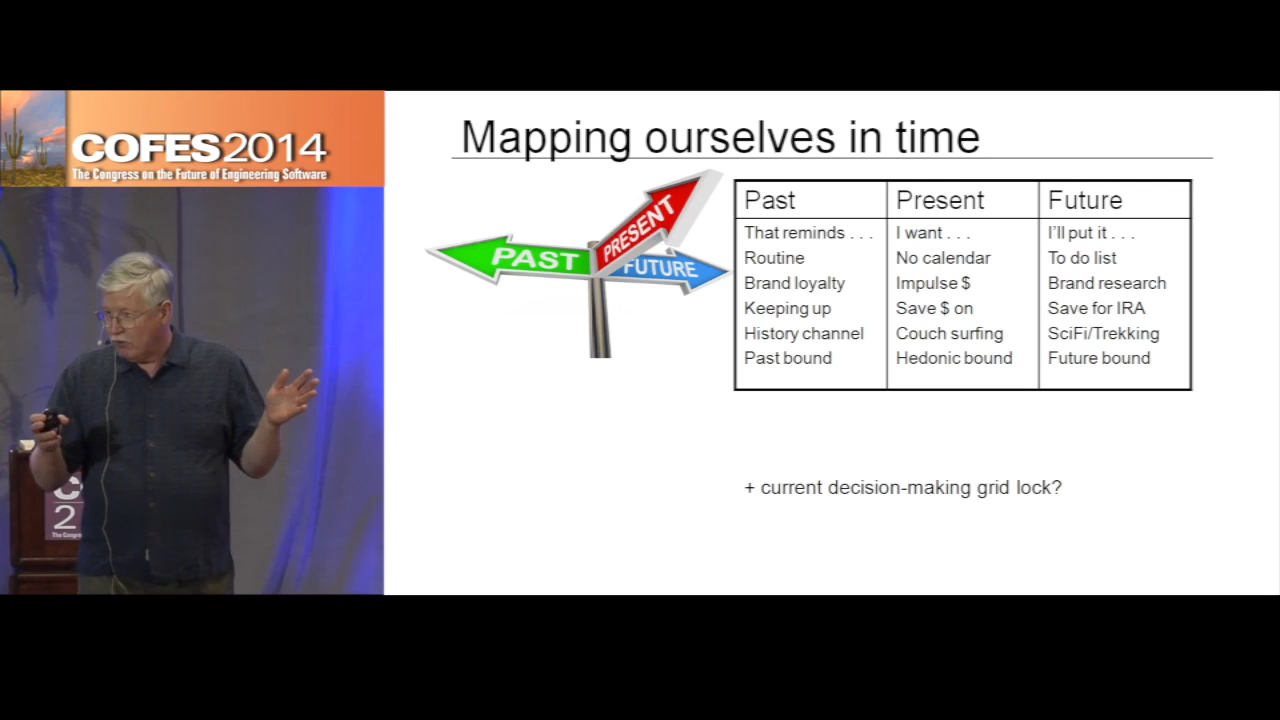 COFES2014
The Congress on the Future of Engineering Software
Mapping ourselves in time
PAST
PRESENT
FUTURE
Past Present Future
That reminds . . . I want . . . I'll put it . . .
Routine No calendar To do list
Brand loyalty Impulse $ Brand research
Keeping up Save $ on Save for IRA
History channel Couch surfing SciFi/Trekking
Past bound Hedonic bound Future bound
+ current decision-making grid lock?
C
2
The Congre